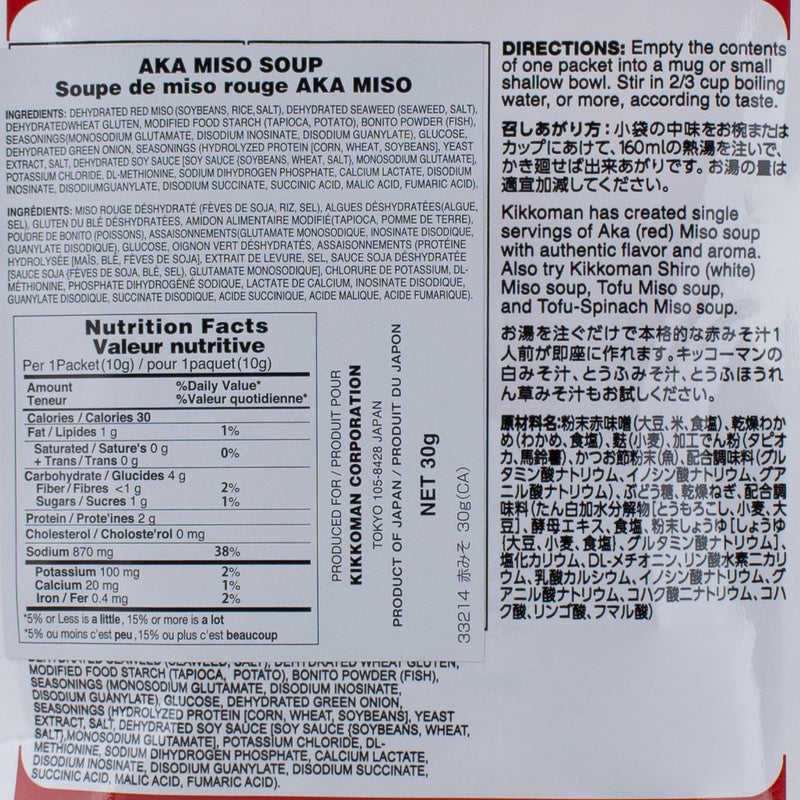 AKA MISO SOUP
Soupe de miso rouge AKA MISO
INGREDIENTS: DEHYDRATED RED MISO (SOYBEANS, RICE, SALT), DEHYDRATED SEAWEED (SEAWEED, SALT),
DEHYDRATEDWHEAT GLUTEN, MODIFIED FOOD STARCH (TAPIOCA, POTATO), BONITO POWDER (FISH),
SEASONINGS(MONOSODIUM GLUTAMATE, DISODIUM INOSINATE, DISODIUM GUANYLATE), GLUCOSE,
DEHYDRATED GREEN ONION, SEASONINGS (HYDROLYZED PROTEIN [CORN, WHEAT, SOYBEANS], YEAST
EXTRACT, SALT, DEHYDRATED SOY SAUCE [SOY SAUCE {SOYBEANS, WHEAT, SALT}, MONOSODIUM GLUTAMATE],
POTASSIUM CHLORIDE, DL-METHIONINE, SODIUM DIHYDROGEN PHOSPHATE, CALCIUM LACTATE, DISODIUM
INOSINATE, DISODIUMGUANYLATE, DISODIUM SUCCINATE, SUCCINIC ACID, MALIC ACID, FUMARIC ACID).
INGRÉDIENTS: MISO ROUGE DÉSHYDRATÉ (FÈVES DE SOJA, RIZ, SEL), ALGUES DÉSHYDRATÉES(ALGUE,
SEL), GLUTEN DU BLÉ DÉSHYDRATÉES, AMIDON ALIMENTAIRE MODIFIÉ(TAPIOCA, POMME DE TERRE),
POUDRE DE BONITO (POISSONS), ASSAISONNEMENTS(GLUTAMATE MONOSODIQUE, INOSINATE DISODIQUE,
GUANYLATE DISODIQUE), GLUCOSE, OIGNON VERT DÉSHYDRATÉS, ASSAISONNEMENTS (PROTÉINE
HYDROLYSÉE [MAÏS, BLÉ, FÈVES DE SOJA], EXTRAIT DE LEVURE, SEL, SAUCE SOJA DÉSHYDRATÉE
[SAUCE SOJA {FÈVES DE SOJA, BLÉ, SEL}, GLUTAMATE MONOSODIQUE], CHLORURE DE POTASSIUM, DL-
MÉTHIONINE, PHOSPHATE DIHYDROGÉNÉ SODIQUE, LACTATE DE CALCIUM, INOSINATE DISODIQUE,
GUANYLATE DISODIQUE, SUCCINATE DISODIQUE, ACIDE SUCCINIQUE, ACIDE MALIQUE, ACIDE FUMARIQUE).
Nutrition Facts
Valeur nutritive
Per 1Packet(10g) / pour 1paquet(10g)
Amount %Daily Value*
Teneur %Valeur quotidienne*
Calories / Calories 30
Fat / Lipides 1 g 1%
Saturated / Sature's 0 g
+ Trans / Trans 0 g 0%
Carbohydrate / Glucides 4 g
Fiber / Fibres <1 g 2%
Sugars / Sucres 1 g 1%
Protein / Prote'ines 2 g
Cholesterol / Choloste'rol 0 mg
Sodium 870 mg 38%
Potassium 100 mg 2%
Calcium 20 mg 1%
Iron / Fer 0.4 mg 2%
*5% or Less is a little, 15% or more is a lot
*5% ou moins c'est peu, 15% ou plus c'est beaucoup
PRODUCED FOR / PRODUIT POUR
KIKKOMAN CORPORATION
TOKYO 105-8428 JAPAN
PRODUCT OF JAPAN / PRODUIT DU JAPON
NET 30g
33214 赤みそ 30g(CA)
DEHYDRATED SEAWEED (SEAWEED, SALT), DEHYDRATED WHEAT GLUTEN,
MODIFIED FOOD STARCH (TAPIOCA, POTATO), BONITO POWDER (FISH),
SEASONINGS (MONOSODIUM GLUTAMATE, DISODIUM INOSINATE,
DISODIUM GUANYLATE), GLUCOSE, DEHYDRATED GREEN ONION,
SEASONINGS (HYDROLYZED PROTEIN [CORN, WHEAT, SOYBEANS], YEAST
EXTRACT, SALT, DEHYDRATED SOY SAUCE [SOY SAUCE {SOYBEANS, WHEAT,
SALT},MONOSODIUM GLUTAMATE], POTASSIUM CHLORIDE, DL-
METHIONINE, SODIUM DIHYDROGEN PHOSPHATE, CALCIUM LACTATE,
DISODIUM INOSINATE, DISODIUM GUANYLATE, DISODIUM SUCCINATE,
SUCCINIC ACID, MALIC ACID, FUMARIC ACID).
DIRECTIONS: Empty the contents
of one packet into a mug or small
shallow bowl. Stir in 2/3 cup boiling
water, or more, according to taste.
召しあがり方：小袋の中味をお椀または
カップにあけて、160mlの熱湯を注いで、
かき廻せば出来あがりです。お湯の量は
適宜加減してください。
Kikkoman has created single
servings of Aka (red) Miso soup
with authentic flavor and aroma.
Also try Kikkoman Shiro (white)
Miso soup, Tofu Miso soup,
and Tofu-Spinach Miso soup.
お湯を注ぐだけで本格的な赤みそ汁1
人前が即座に作れます。キッコーマンの
白みそ汁、とうふみそ汁、とうふほうれ
ん草みそ汁もお試しください。
原材料名:粉末赤味噌(大豆、米、食塩)、乾燥わか
め(わかめ、食塩)、麩(小麦)、加工でん粉(タピオ
カ、馬鈴薯)、かつお節粉末(魚)、配合調味料(グル
タミン酸ナトリウム、イノシン酸ナトリウム、グア
ニル酸ナトリウム)、ぶどう糖、乾燥ねぎ、配合調
味料(たん白加水分解物[とうもろこし、小麦、大
豆]、酵母エキス、食塩、粉末しょうゆ[しょうゆ
{大豆、小麦、食塩}、グルタミン酸ナトリウム]、
塩化カリウム、DL-メチオニン、リン酸水素二カリ
ウム、乳酸カルシウム、イノシン酸ナトリウム、グ
アニル酸ナトリウム、コハク酸二ナトリウム、コハ
ク酸、リンゴ酸、フマル酸)